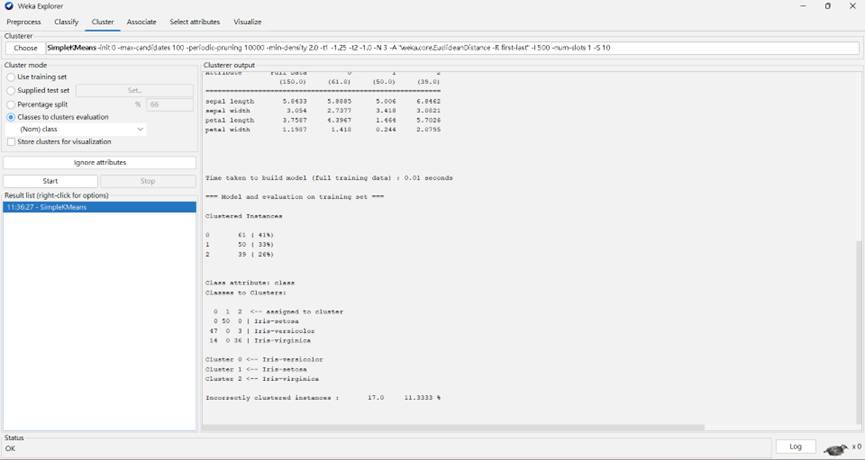 Weka Explorer
Preprocess Classify Cluster Associate Select attributes Visualize
Clusterer
Choose SimpleKMeans -init 0 -max-candidates 100 -periodic-pruning 10000 -min-density 2.0 -t1 -1.25 -t2 -1.0 -N 3 -A "weka.core.EuclideanDistance -R first-last" -I 500 -num-slots 1 -S 10
Cluster mode
Use training set
Supplied test set Set...
Percentage split % 66
Classes to clusters evaluation
(Nom) class
Store clusters for visualization
Ignore attributes
Start Stop
Result list (right-click for options)
11:36:27 - SimpleKMeans
Clusterer output
Attribute Full Data 0 1 2
(150.0) (61.0) (50.0) (39.0)
sepal length 5.8433 5.8885 5.006 6.8462
sepal width 3.054 2.7377 3.418 3.0821
petal length 3.7587 4.3967 1.464 5.7026
petal width 1.1987 1.418 0.244 2.0795
Time taken to build model (full training data) : 0.01 seconds
=== Model and evaluation on training set ===
Clustered Instances
0 61 ( 41%)
1 50 ( 33%)
2 39 ( 26%)
Class attribute: class
Classes to Clusters:
0 1 2 <-- assigned to cluster
0 50 0 | Iris-setosa
47 0 3 | Iris-versicolor
14 0 36 | Iris-virginica
Cluster 0 <-- Iris-versicolor
Cluster 1 <-- Iris-setosa
Cluster 2 <-- Iris-virginica
Incorrectly clustered instances : 17.0 11.3333 %
Status
OK
Log x 0